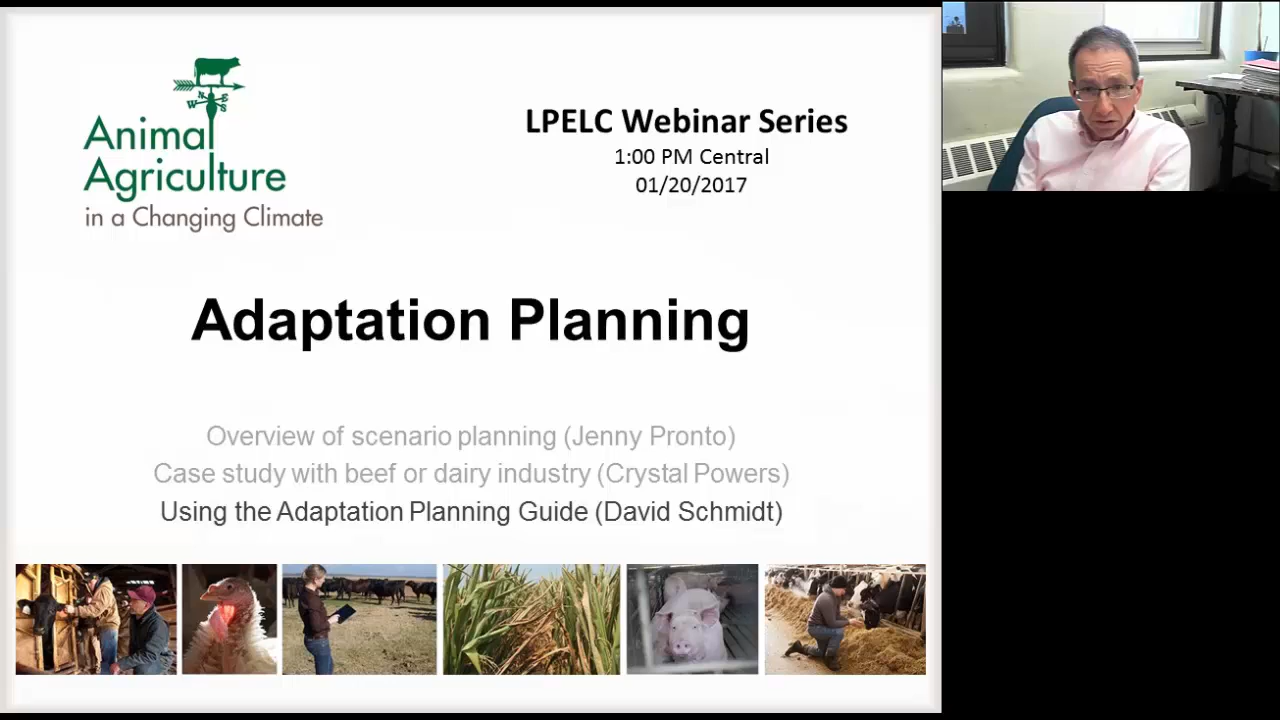 W N E S
Animal
Agriculture
in a Changing Climate
LPELC Webinar Series
1:00 PM Central
01/20/2017
Adaptation Planning
Overview of scenario planning (Jenny Pronto)
Case study with beef or dairy industry (Crystal Powers)
Using the Adaptation Planning Guide (David Schmidt)